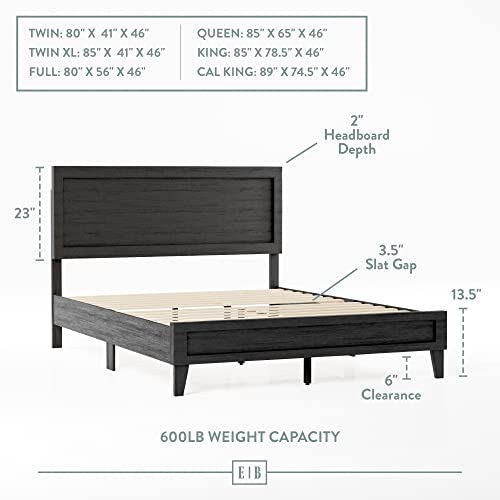 TWIN: 80" X 41" X 46"
TWIN XL: 85" X 41" X 46"
FULL: 80" X 56" X 46"
QUEEN: 85" X 65" X 46"
KING: 85" X 78.5" X 46"
CAL KING: 89" X 74.5" X 46"
2"
Headboard
Depth
23"
3.5"
Slat Gap
13.5"
6"
Clearance
600LB WEIGHT CAPACITY
E|B